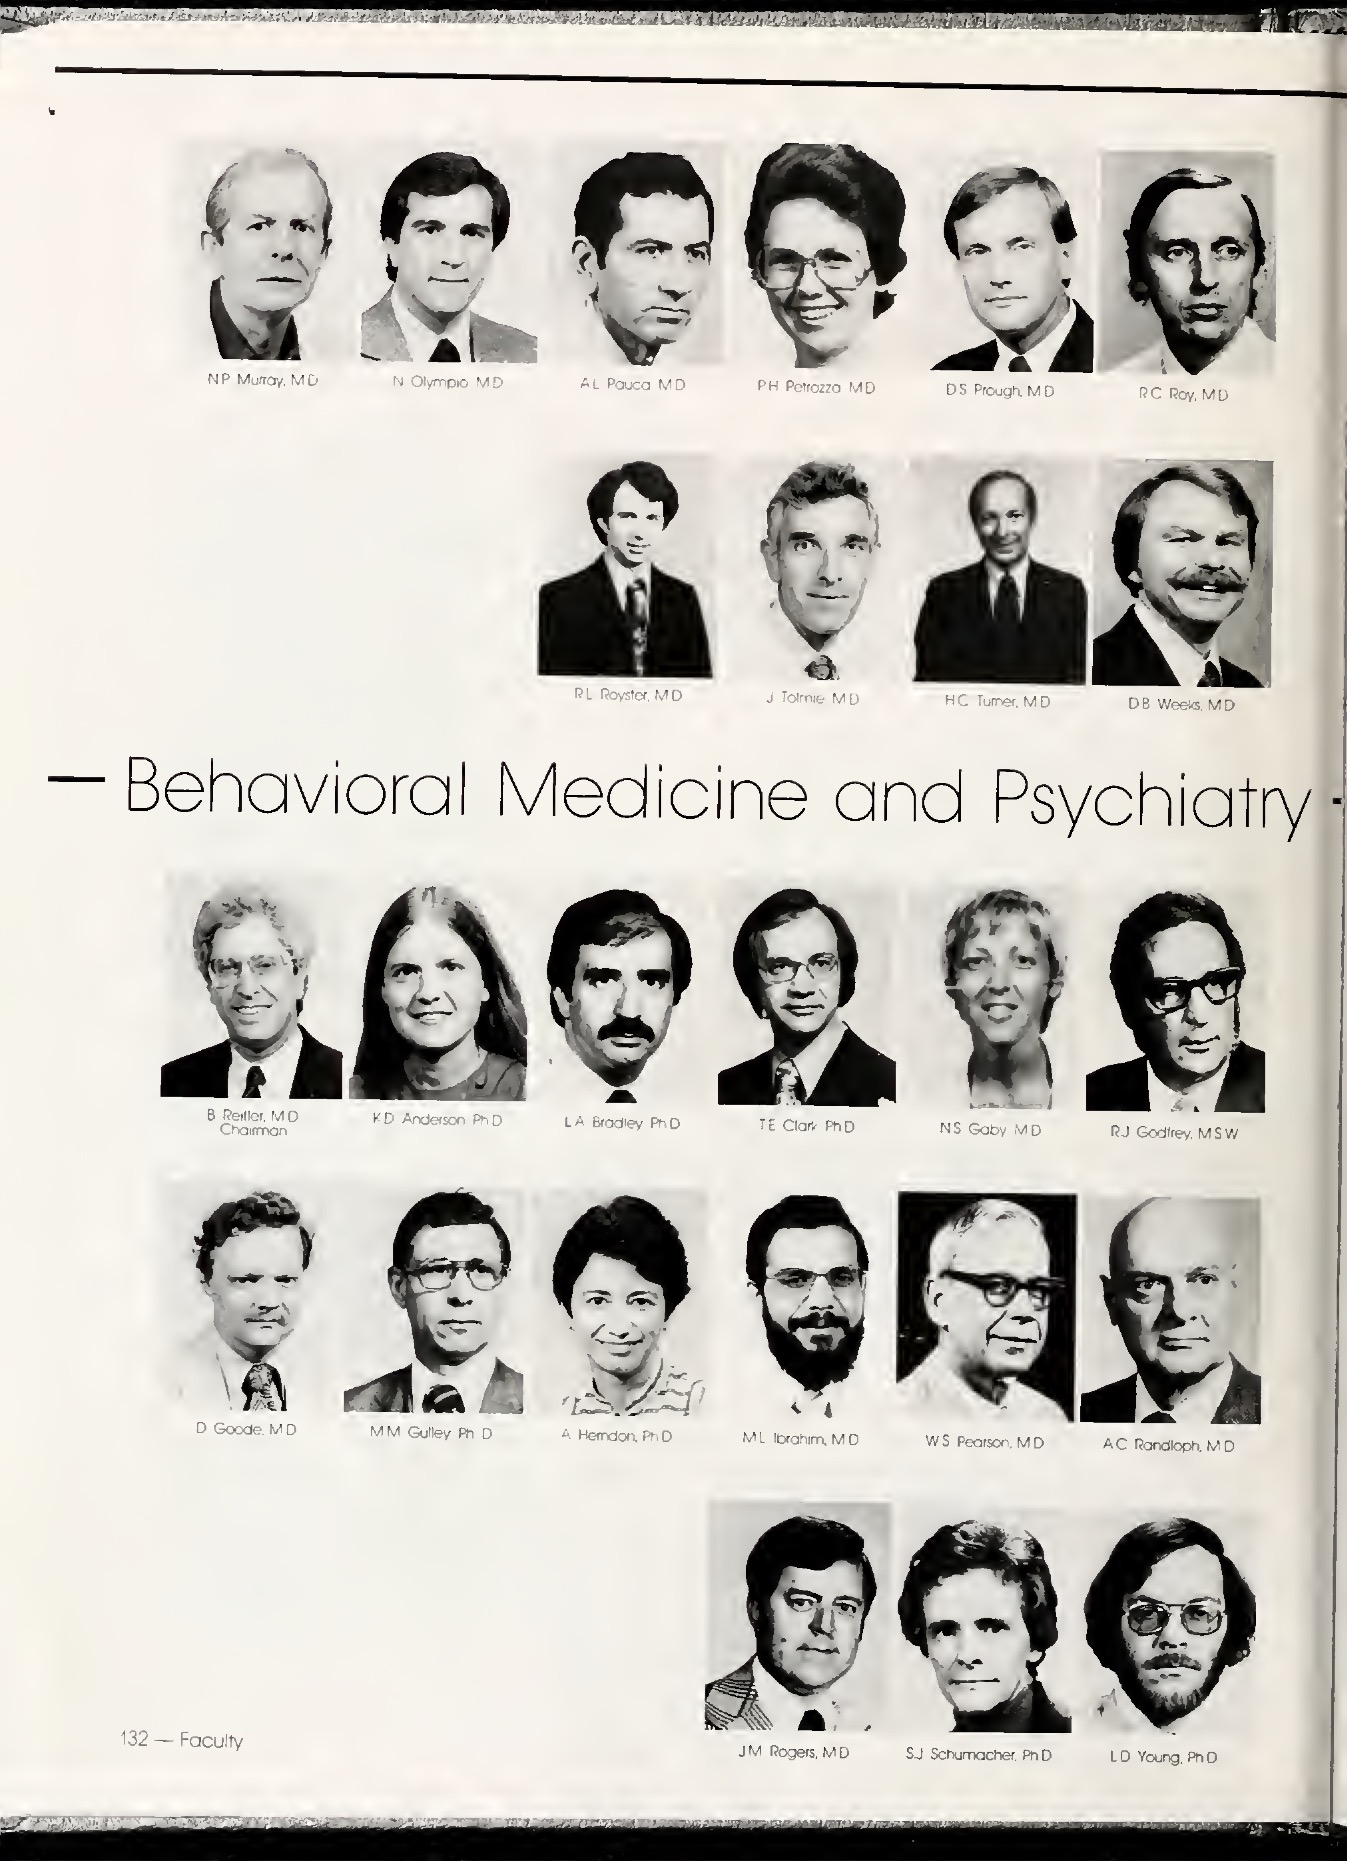 N P Murray, M D
N Olympio M D
A L Pauca M D
P H Petrozza M D
D S Prough, M D
R C Roy, M D
R L Royster, M D
J Tolmie M D
H C Turner, M D
D B Weeks, M D
— Behavioral Medicine and Psychiatry -
B Reifler, M D
Chairman
K D Anderson Ph D
L A Bradley Ph D
T E Clark Ph D
N S Gaby M D
R J Godfrey, M S W
D Goode, M D
M M Gulley Ph D
A Herndon, Ph D
M L Ibrahim, M D
W S Pearson, M D
A C Randloph, M D
J M Rogers, M D
S J Schumacher, Ph D
L D Young, Ph D
132 — Faculty